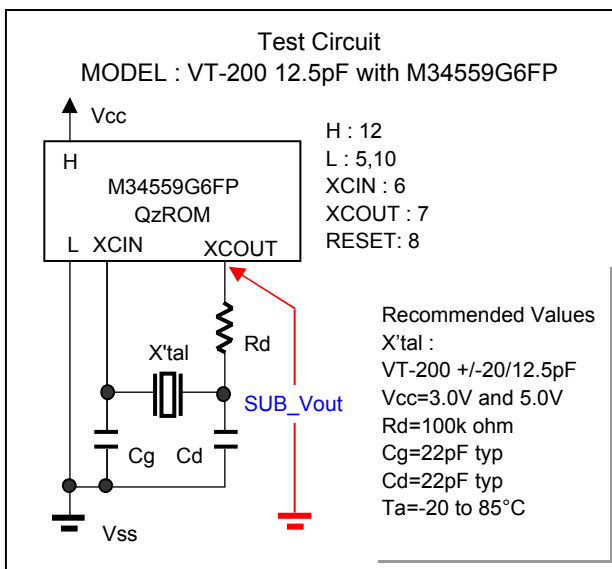 Test Circuit
MODEL : VT-200 12.5pF with M34559G6FP
Vcc
H : 12
L : 5,10
XCIN : 6
XCOUT : 7
RESET: 8
H
M34559G6FP
QzROM
L XCIN XCOUT
Rd
X'tal
SUB_Vout
Cg Cd
Vss
Recommended Values
X'tal :
VT-200 +/-20/12.5pF
Vcc=3.0V and 5.0V
Rd=100k ohm
Cg=22pF typ
Cd=22pF typ
Ta=-20 to 85°C